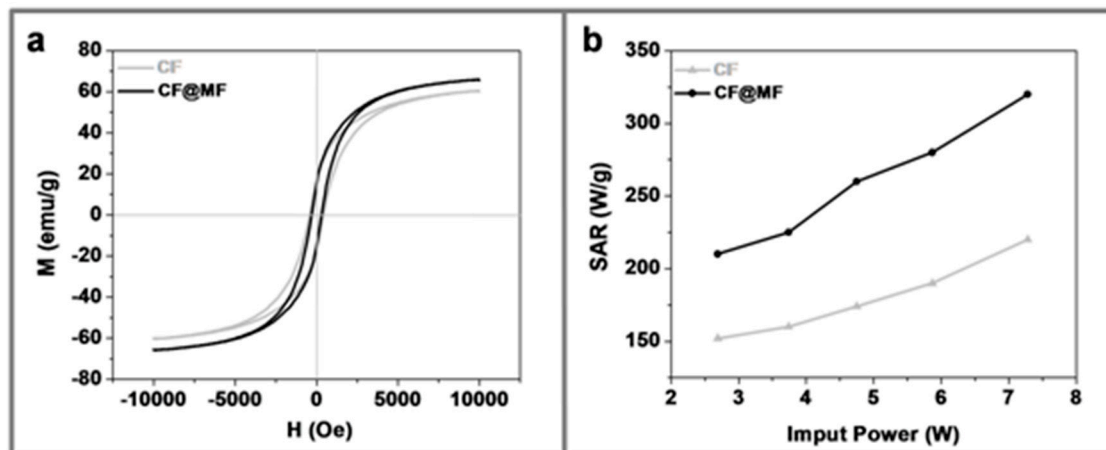 a
80
60
40
20
0
-20
-40
-60
-80
M (emu/g)
CF
CF@MF
-10000 -5000 0 5000 10000
H (Oe)
b
350
300
250
200
150
SAR (W/g)
CF
CF@MF
2 3 4 5 6 7 8
Imput Power (W)